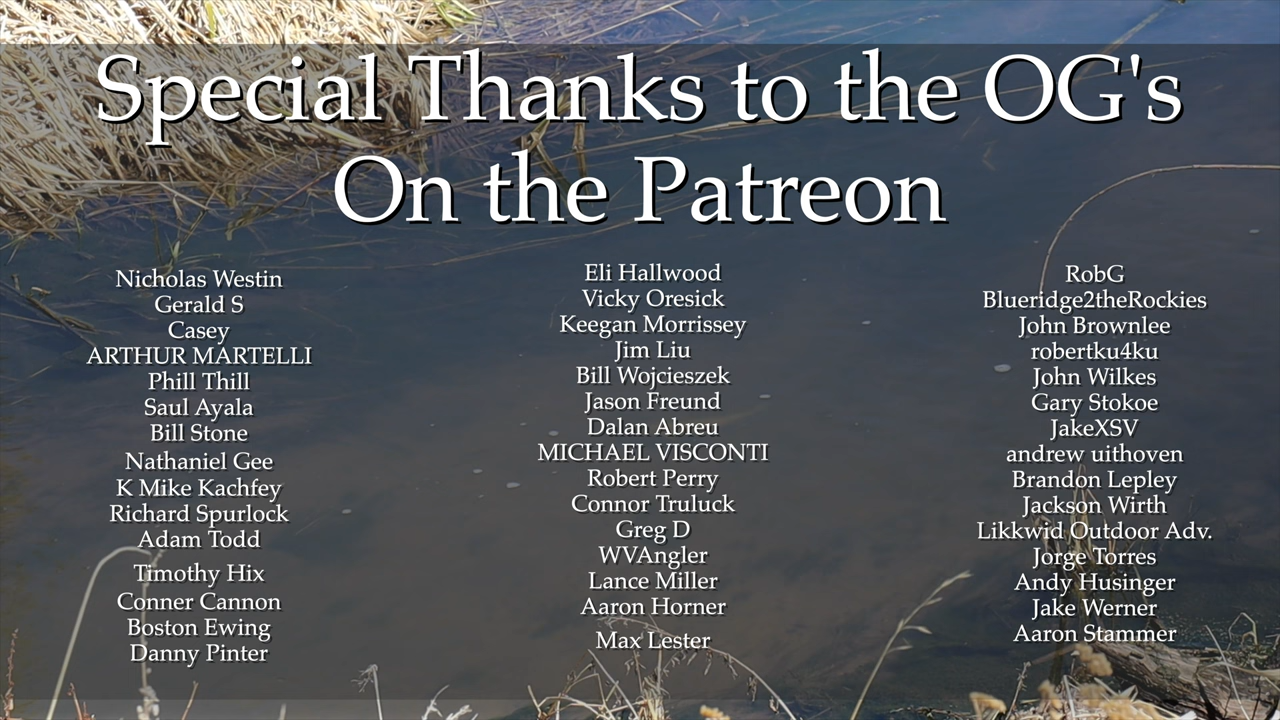 Special Thanks to the OG's
On the Patreon
Nicholas Westin
Gerald S
Casey
ARTHUR MARTELLI
Phill Thill
Saul Ayala
Bill Stone
Nathaniel Gee
K Mike Kachfey
Richard Spurlock
Adam Todd
Timothy Hix
Conner Cannon
Boston Ewing
Danny Pinter
Eli Hallwood
Vicky Oresick
Keegan Morrissey
Jim Liu
Bill Wojcieszek
Jason Freund
Dalan Abreu
MICHAEL VISCONTI
Robert Perry
Connor Truluck
Greg D
WVAngler
Lance Miller
Aaron Horner
Max Lester
RobG
Blueridge2theRockies
John Brownlee
robertku4ku
John Wilkes
Gary Stokoe
JakeXSV
andrew uithoven
Brandon Lepley
Jackson Wirth
Likkwid Outdoor Adv.
Jorge Torres
Andy Husinger
Jake Werner
Aaron Stammer